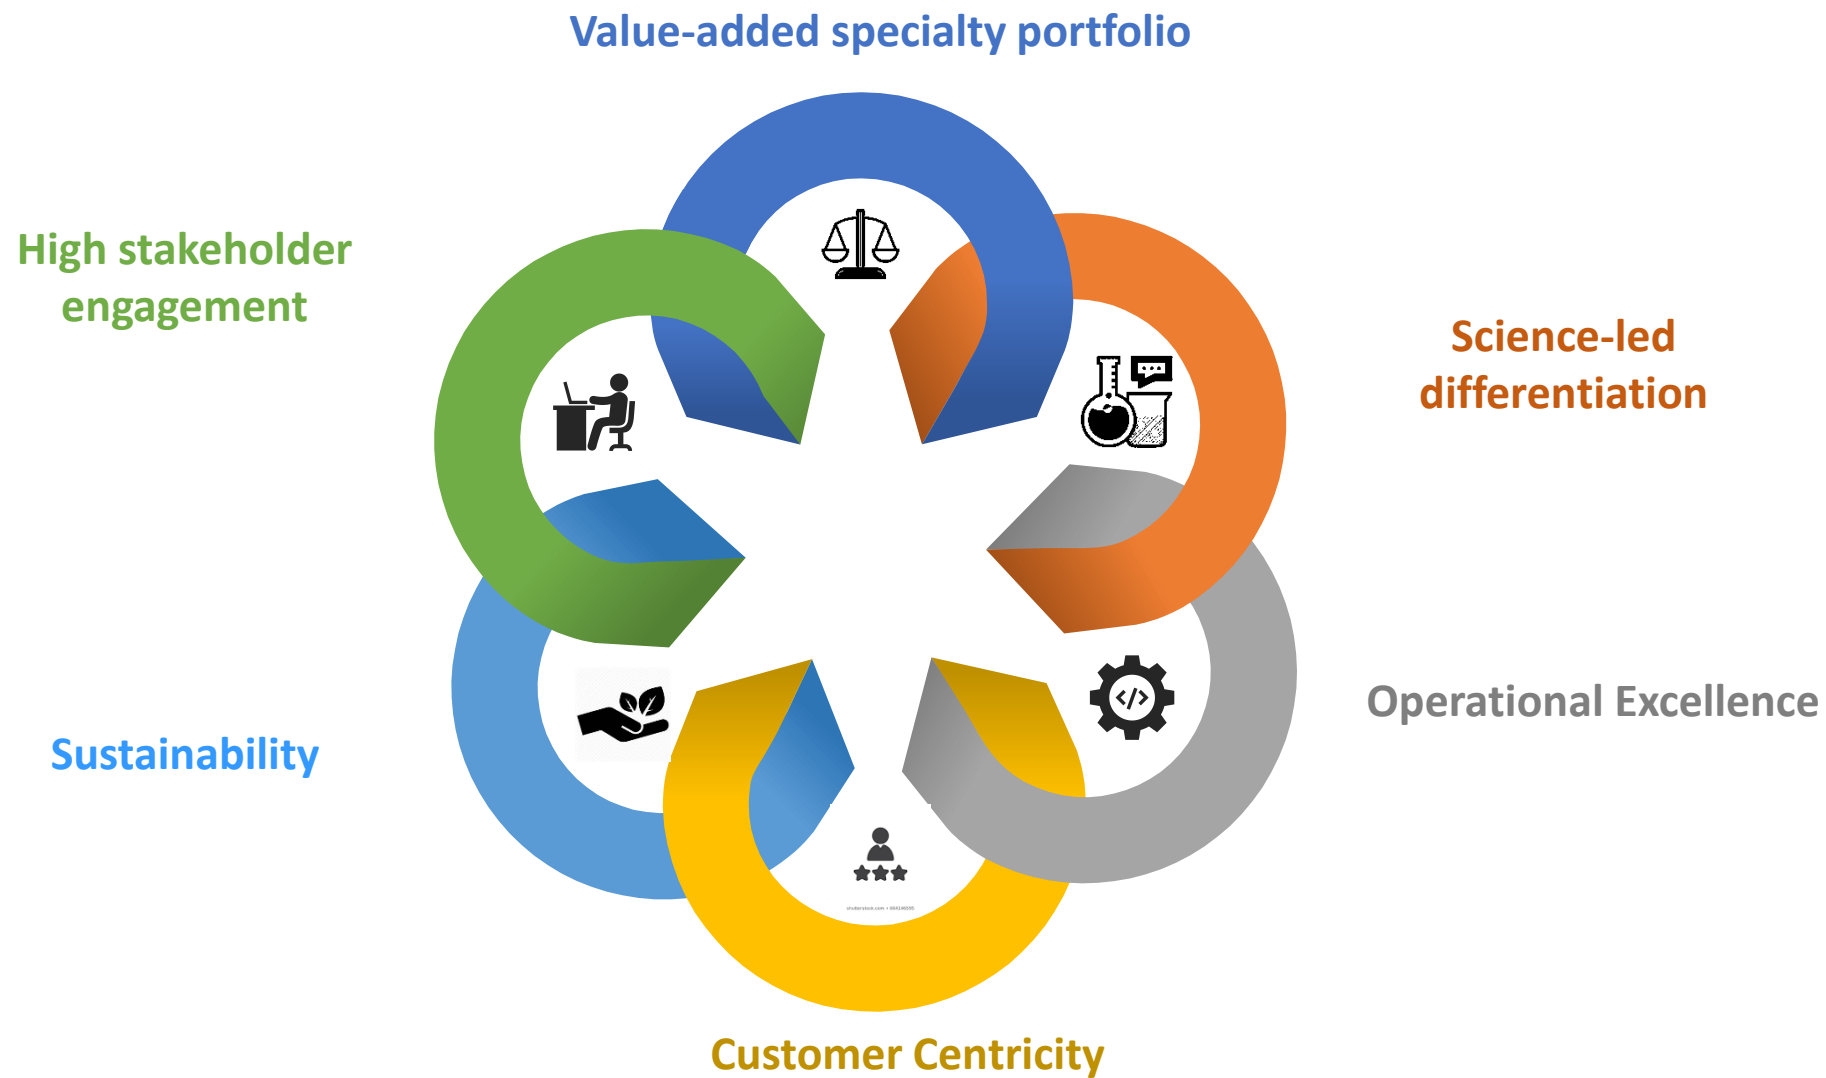 Value-added specialty portfolio
High stakeholder
engagement
Science-led
differentiation
Operational Excellence
Sustainability
</>
Customer Centricity